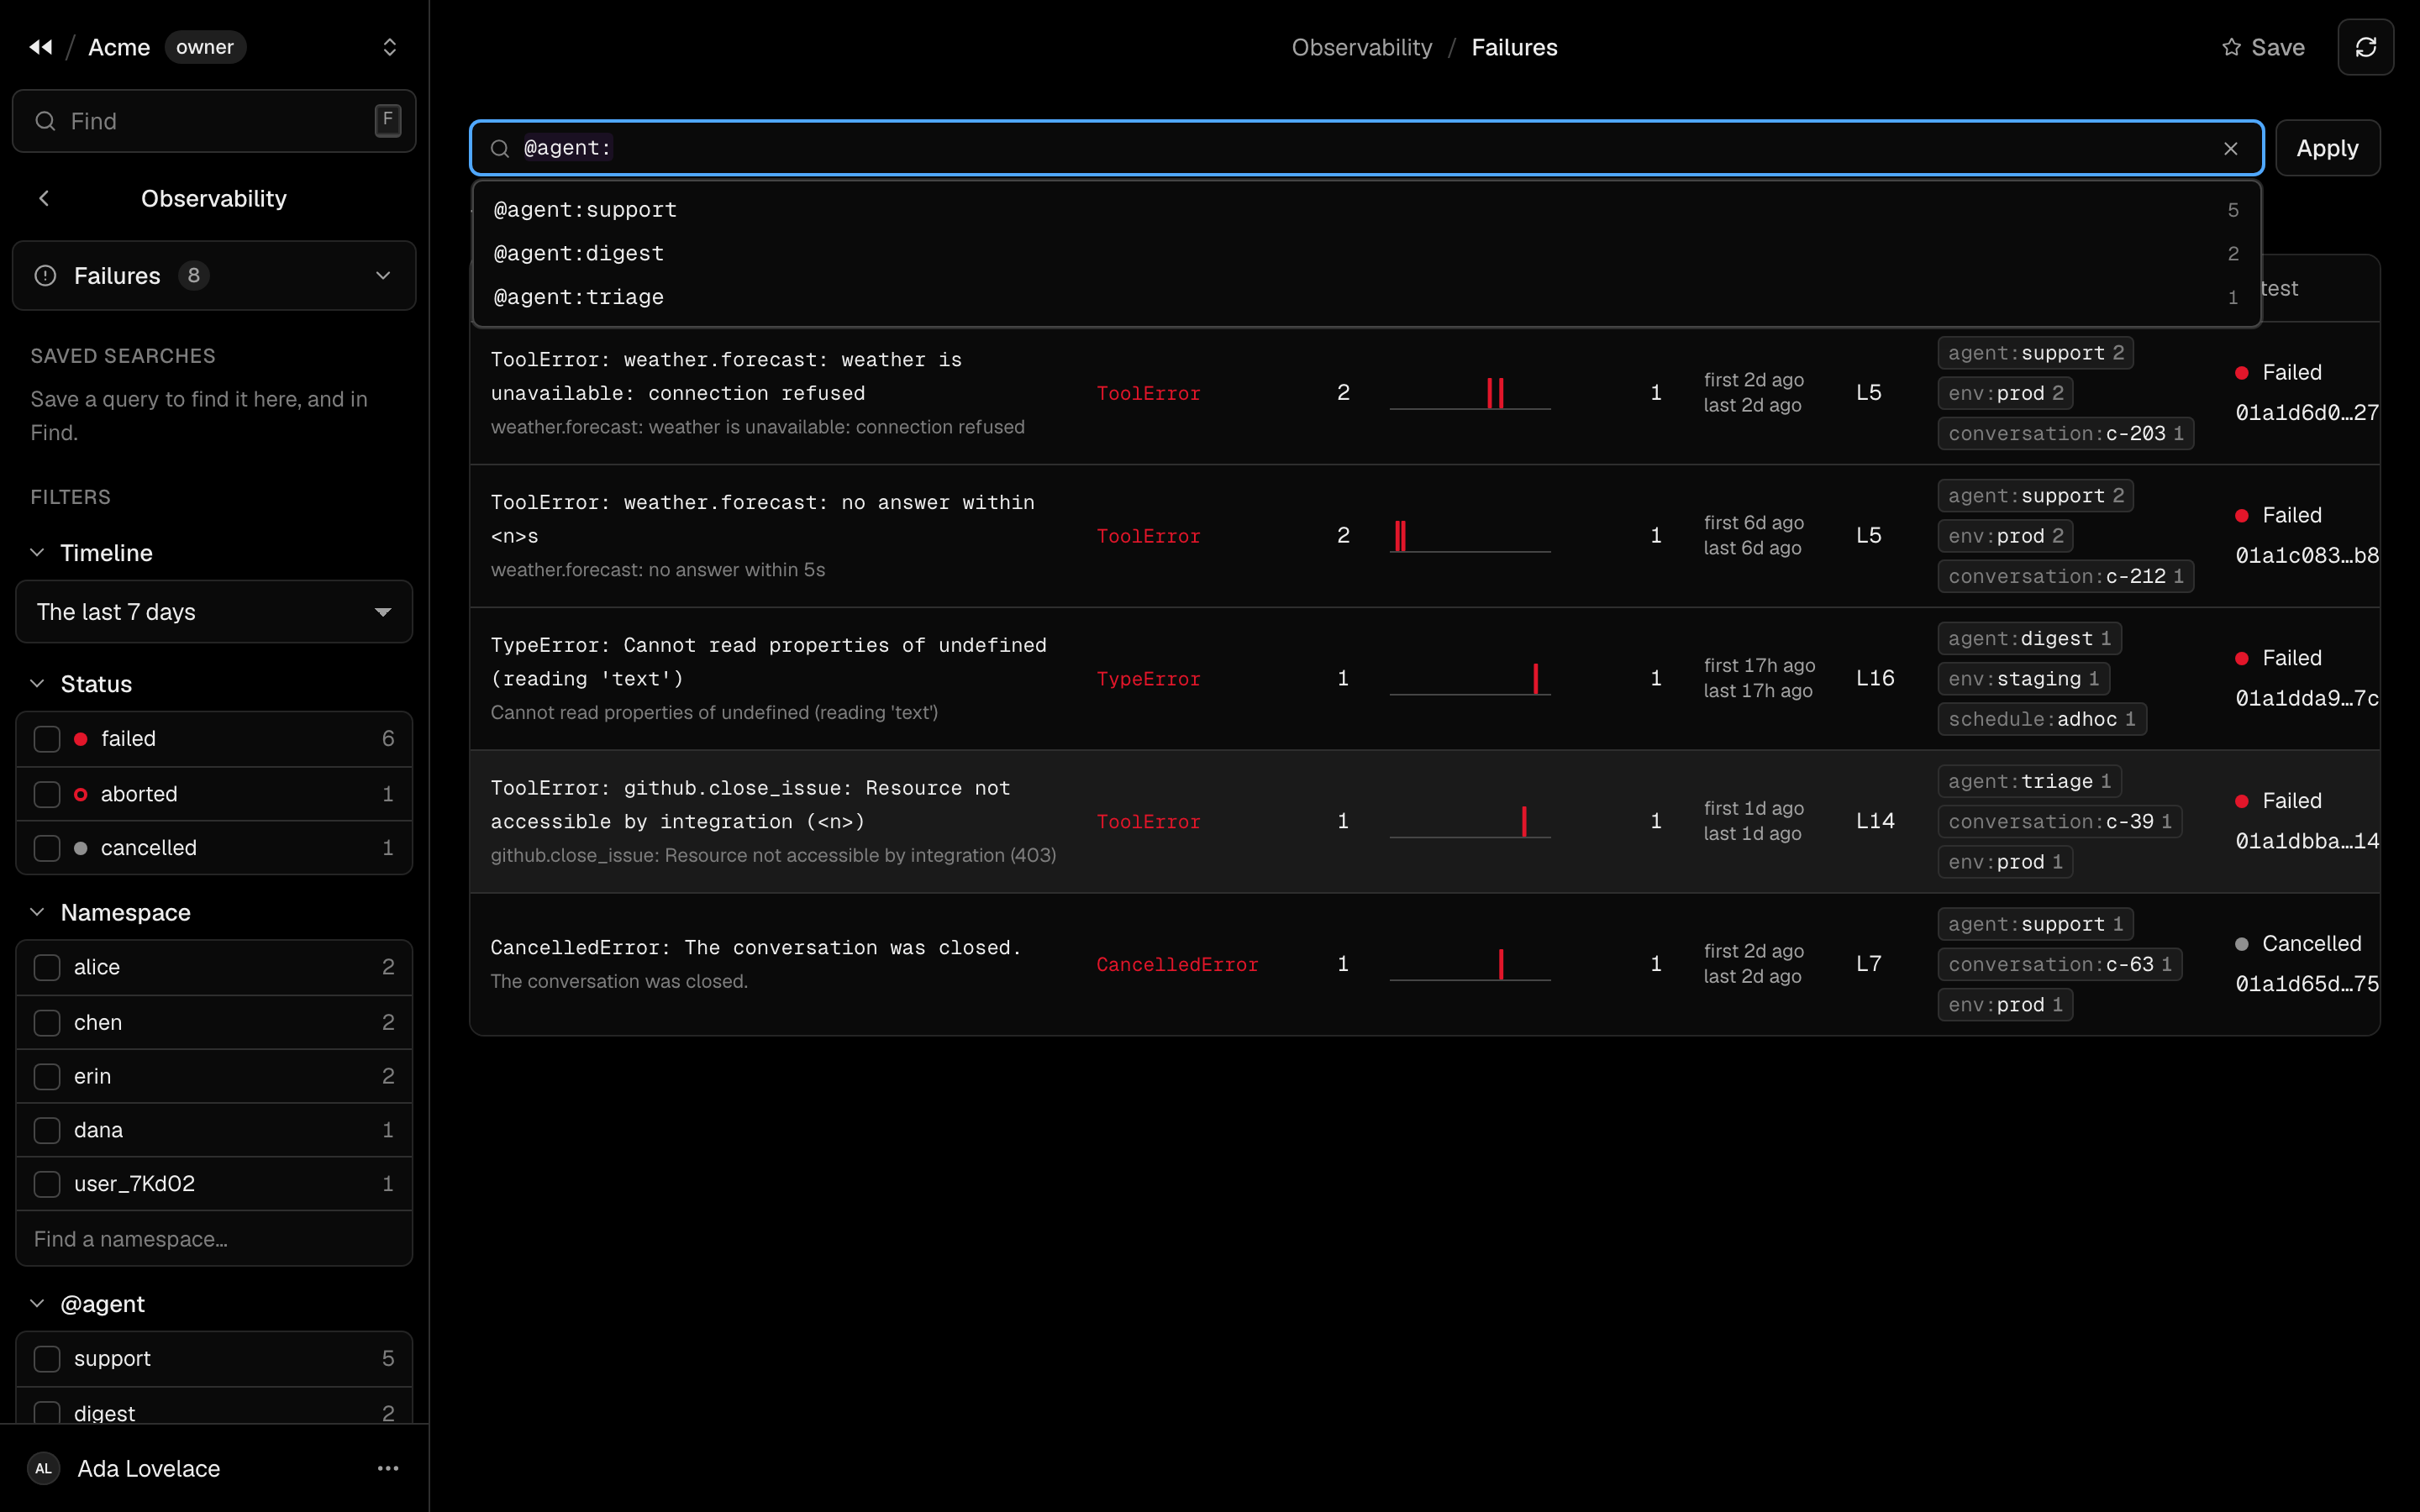 / Acme owner
Find F
Observability
Failures 8
SAVED SEARCHES
Save a query to find it here, and in
Find.
FILTERS
Timeline
The last 7 days
Status
failed 6
aborted 1
cancelled 1
Namespace
alice 2
chen 2
erin 2
dana 1
user_7Kd02 1
Find a namespace…
@agent
support 5
digest 2
AL Ada Lovelace
Observability / Failures
Save
@agent:
Apply
@agent:support 5
@agent:digest 2
@agent:triage 1
test
ToolError: weather.forecast: weather is
unavailable: connection refused
weather.forecast: weather is unavailable: connection refused
ToolError
2
1
first 2d ago
last 2d ago
L5
agent:support 2
env:prod 2
conversation:c-203 1
Failed
01a1d6d0…27
ToolError: weather.forecast: no answer within
<n>s
weather.forecast: no answer within 5s
ToolError
2
1
first 6d ago
last 6d ago
L5
agent:support 2
env:prod 2
conversation:c-212 1
Failed
01a1c083…b8
TypeError: Cannot read properties of undefined
(reading 'text')
Cannot read properties of undefined (reading 'text')
TypeError
1
1
first 17h ago
last 17h ago
L16
agent:digest 1
env:staging 1
schedule:adhoc 1
Failed
01a1dda9…7c
ToolError: github.close_issue: Resource not
accessible by integration (<n>)
github.close_issue: Resource not accessible by integration (403)
ToolError
1
1
first 1d ago
last 1d ago
L14
agent:triage 1
conversation:c-39 1
env:prod 1
Failed
01a1dbba…14
CancelledError: The conversation was closed.
The conversation was closed.
CancelledError
1
1
first 2d ago
last 2d ago
L7
agent:support 1
conversation:c-63 1
env:prod 1
Cancelled
01a1d65d…75